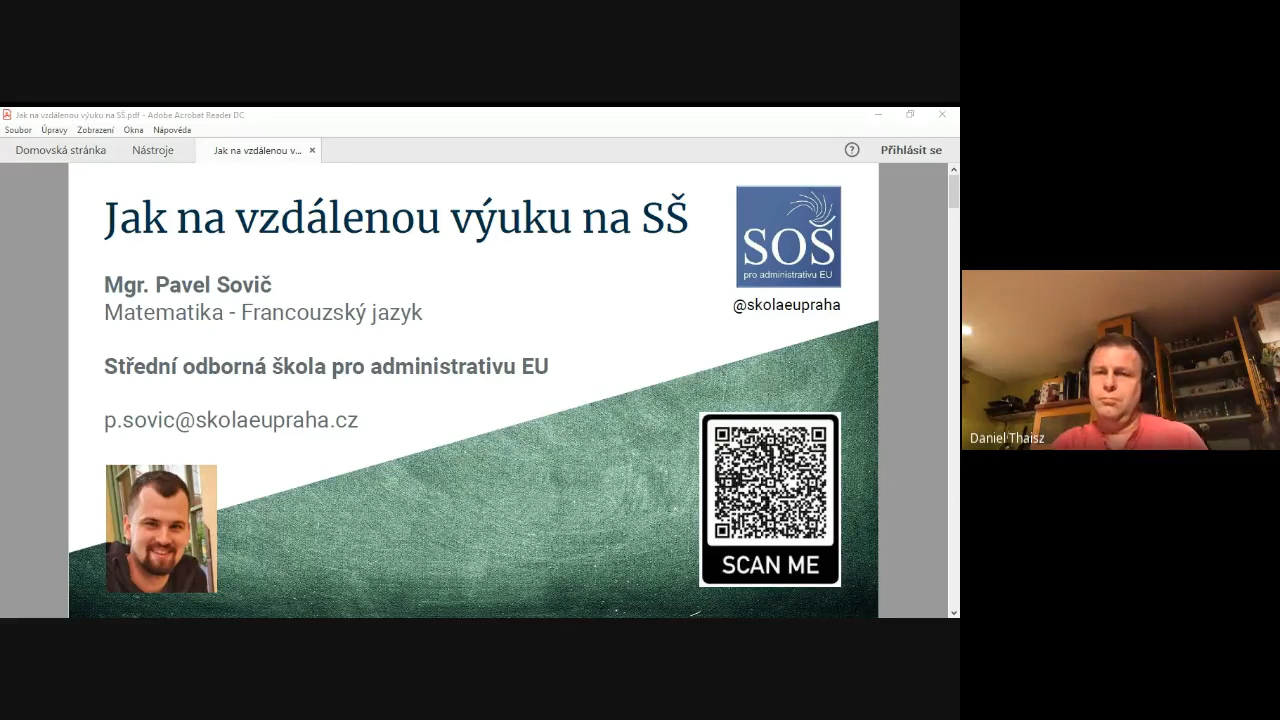 Jak na vzdálenou výuku na SŠ.pdf - Adobe Acrobat Reader DC
Soubor Úpravy Zobrazení Okna Nápověda
Domovská stránka Nástroje Jak na vzdálenou v... Přihlásit se
Jak na vzdálenou výuku na SŠ
SOŠ
pro administrativu EU
@skolaeupraha
Mgr. Pavel Sovič
Matematika - Francouzský jazyk
Střední odborná škola pro administrativu EU
p.sovic@skolaeupraha.cz
SCAN ME
Daniel Thaisz